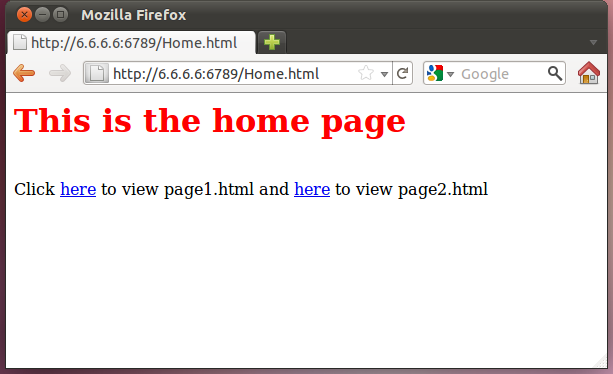 Mozilla Firefox
http://6.6.6.6:6789/Home.html
http://6.6.6.6:6789/Home.html
Google
This is the home page
Click here to view page1.html and here to view page2.html